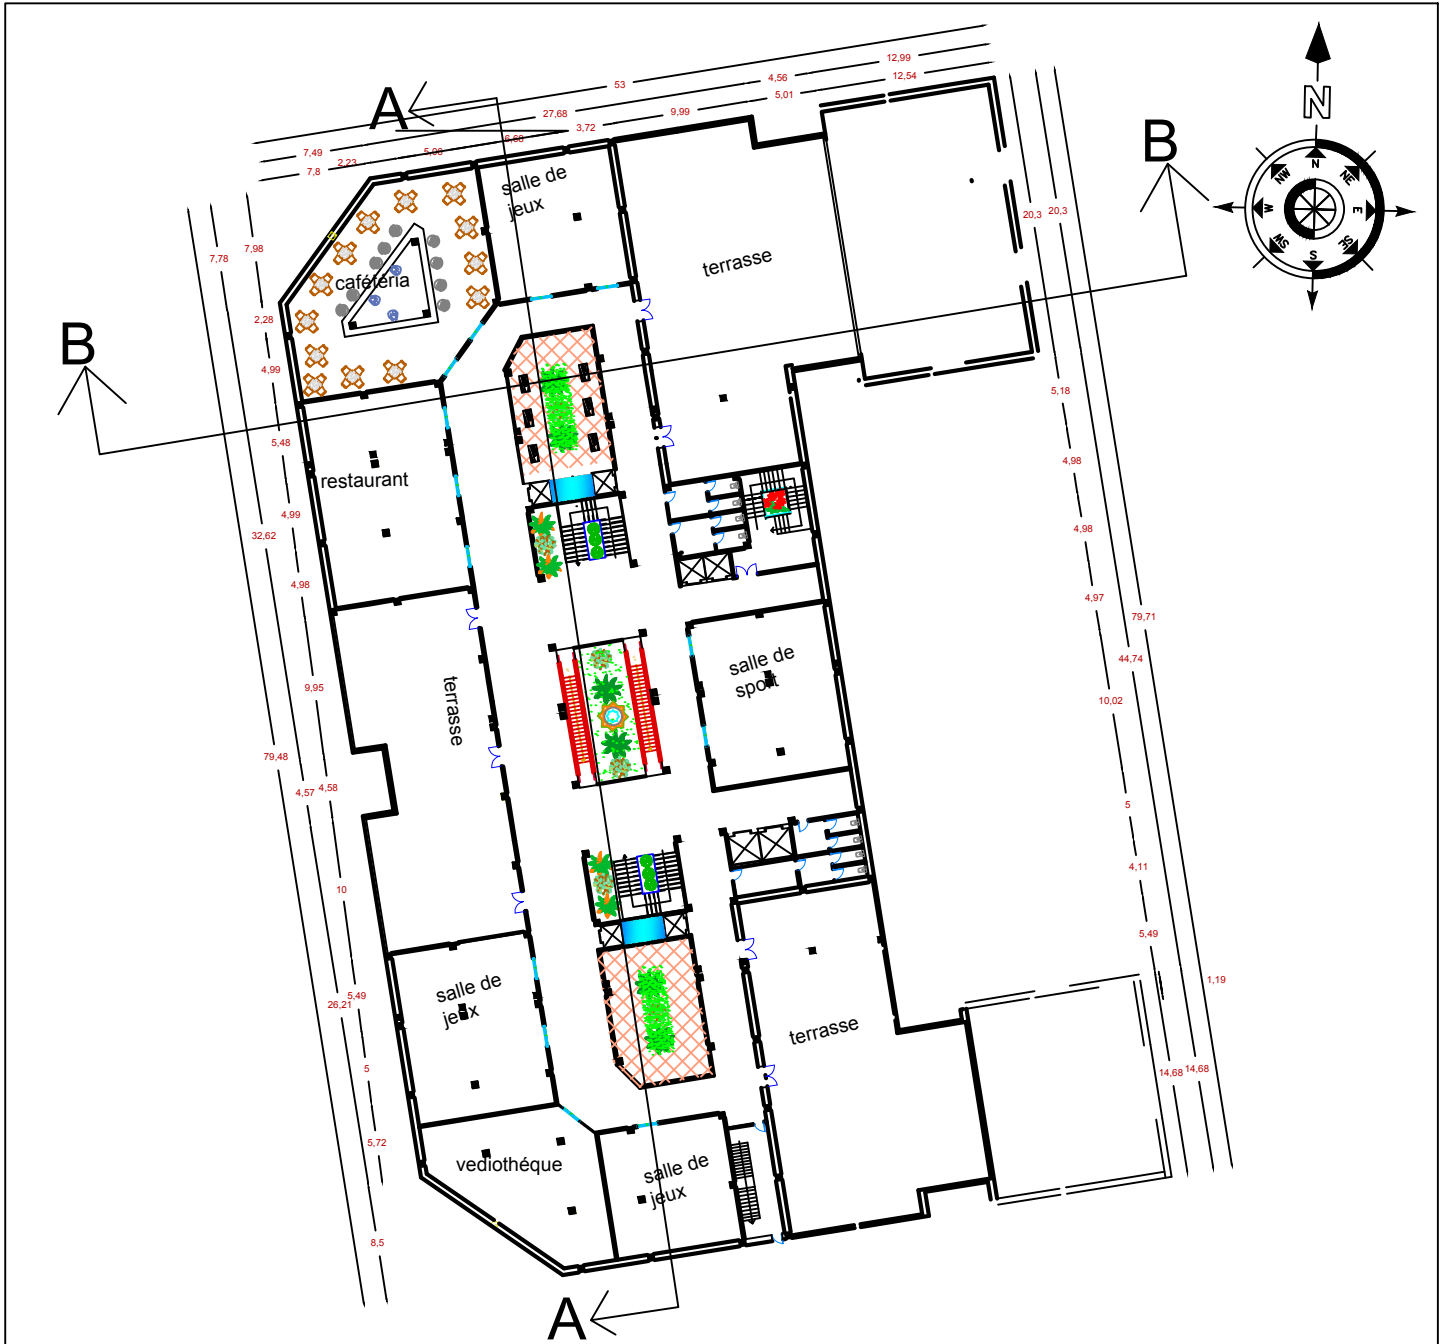 53
12,99
4,56
12,54
27,68
5,01
9,99
3,72
6,68
5,06
7,49
2,23
7,8
A
N
B
N
NW
NE
W
E
SW
SE
S
salle de
jeux
terrasse
caféféria
20,3
20,3
7,98
7,78
2,28
B
4,99
5,18
5,48
restaurant
4,98
4,99
4,98
32,62
4,98
4,97
79,71
salle de
sport
44,74
9,95
terrasse
10,02
79,48
4,57
4,58
5
10
4,11
5,49
1,19
salle de
jeux
5,49
26,21
terrasse
5
14,68
14,68
5,72
vediothéque
salle de
jeux
8,5
A